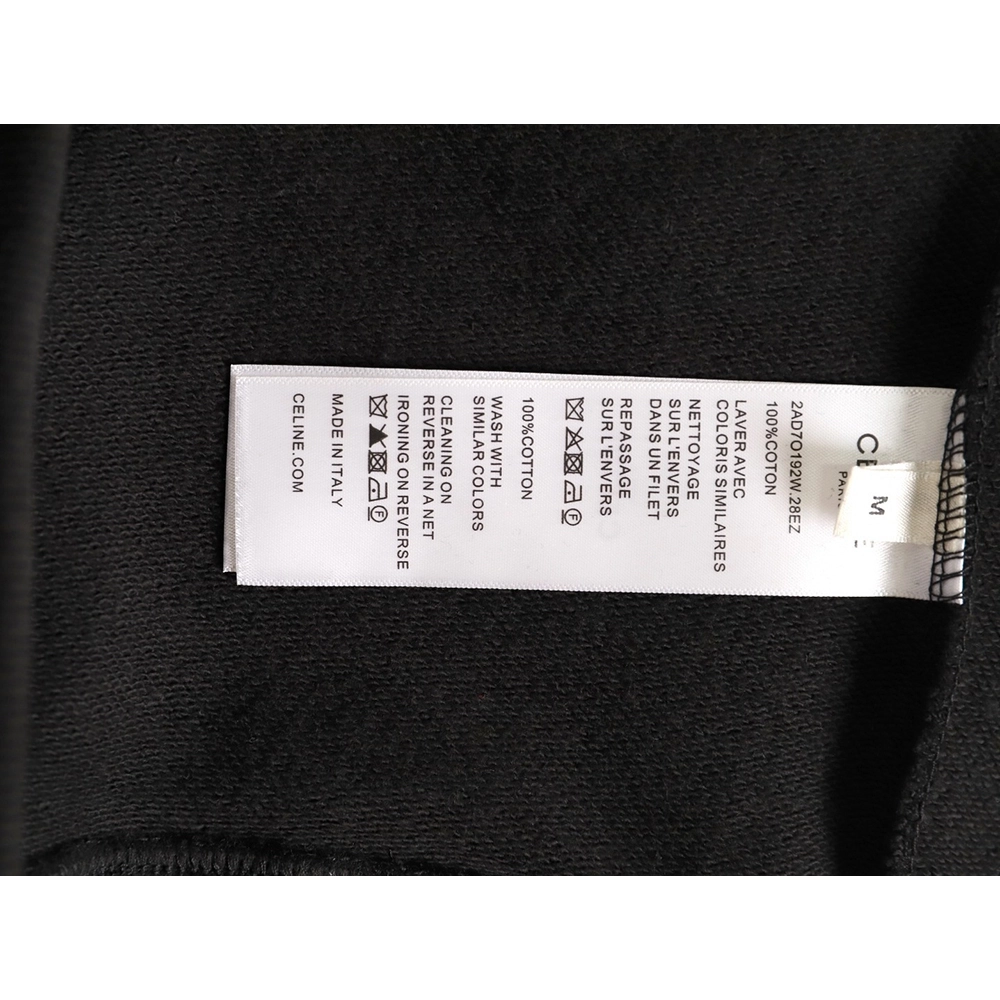 M
2AD7O192W.28EZ
100%COTON
LAVER AVEC
COLORIS SIMILAIRES
NETTOYAGE
SUR L'ENVERS
DANS UN FILET
REPASSAGE
SUR L'ENVERS
F
100%COTTON
WASH WITH
SIMILAR COLORS
CLEANING ON
REVERSE IN A NET
IRONING ON REVERSE
F
MADE IN ITALY
CELINE.COM